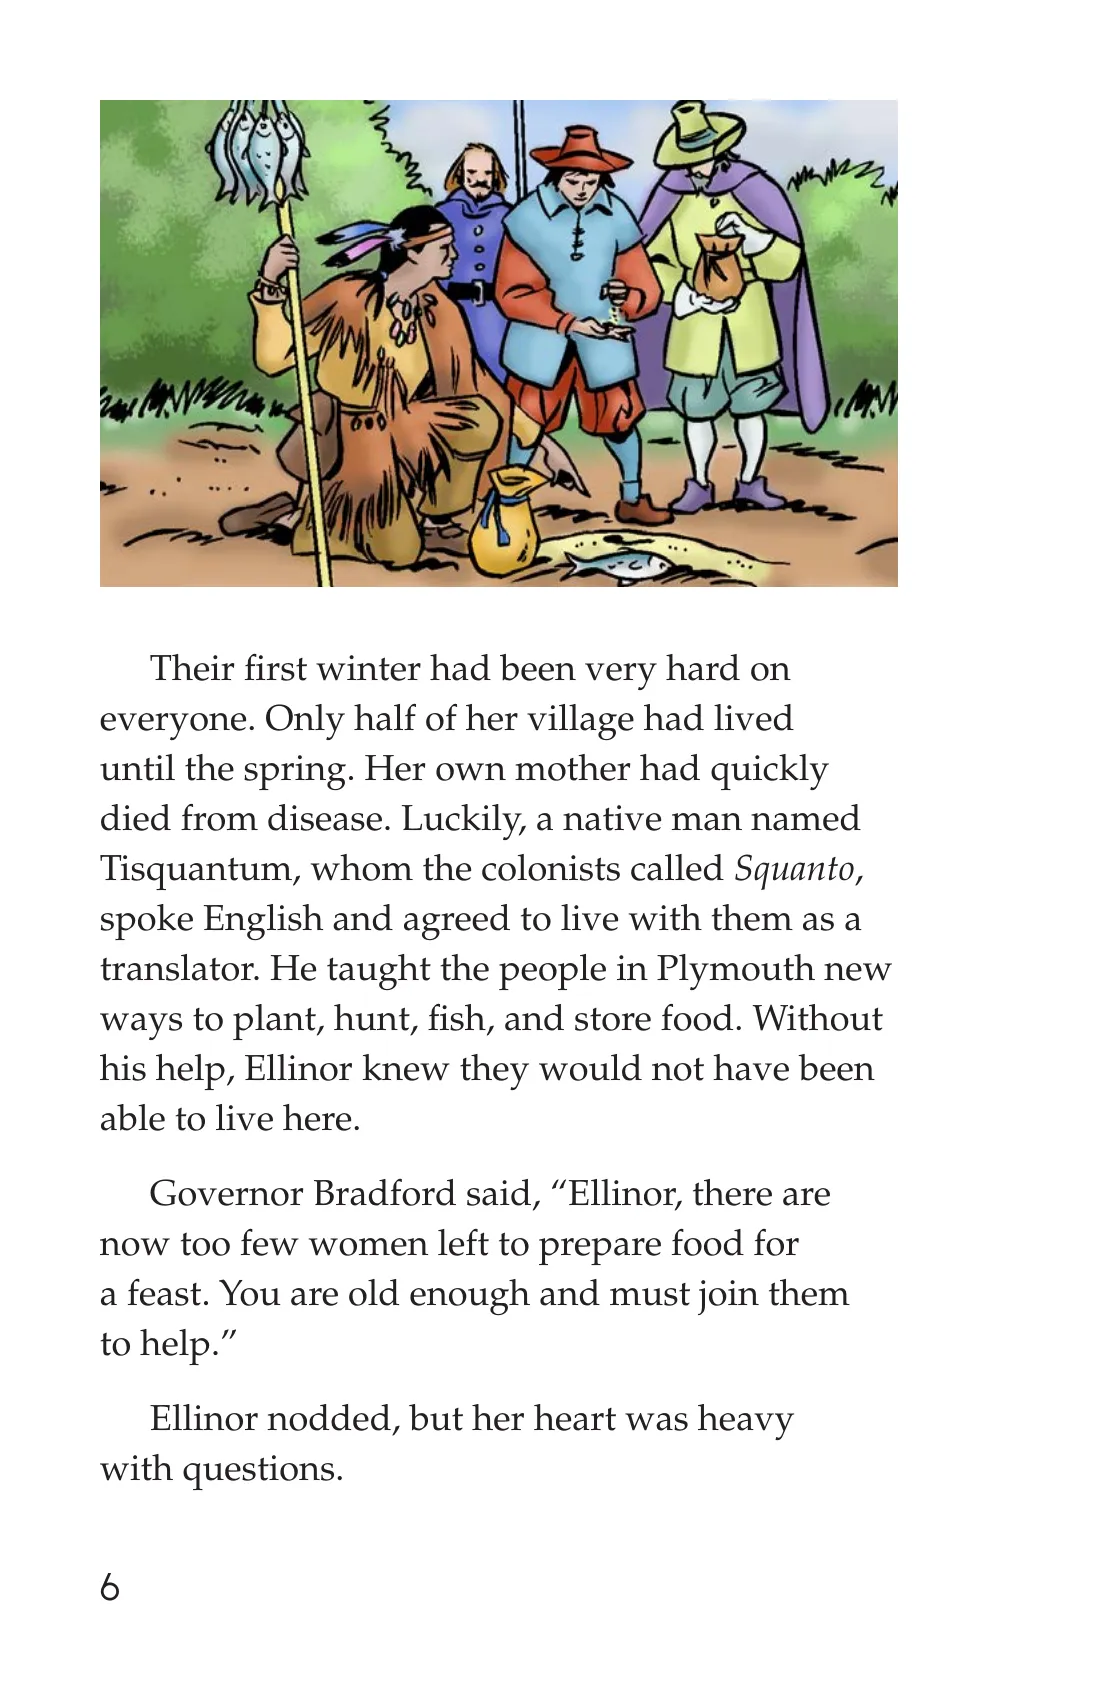 Their first winter had been very hard on
everyone. Only half of her village had lived
until the spring. Her own mother had quickly
died from disease. Luckily, a native man named
Tisquantum, whom the colonists called Squanto,
spoke English and agreed to live with them as a
translator. He taught the people in Plymouth new
ways to plant, hunt, fish, and store food. Without
his help, Ellinor knew they would not have been
able to live here.
Governor Bradford said, “Ellinor, there are
now too few women left to prepare food for
a feast. You are old enough and must join them
to help.”
Ellinor nodded, but her heart was heavy
with questions.
6